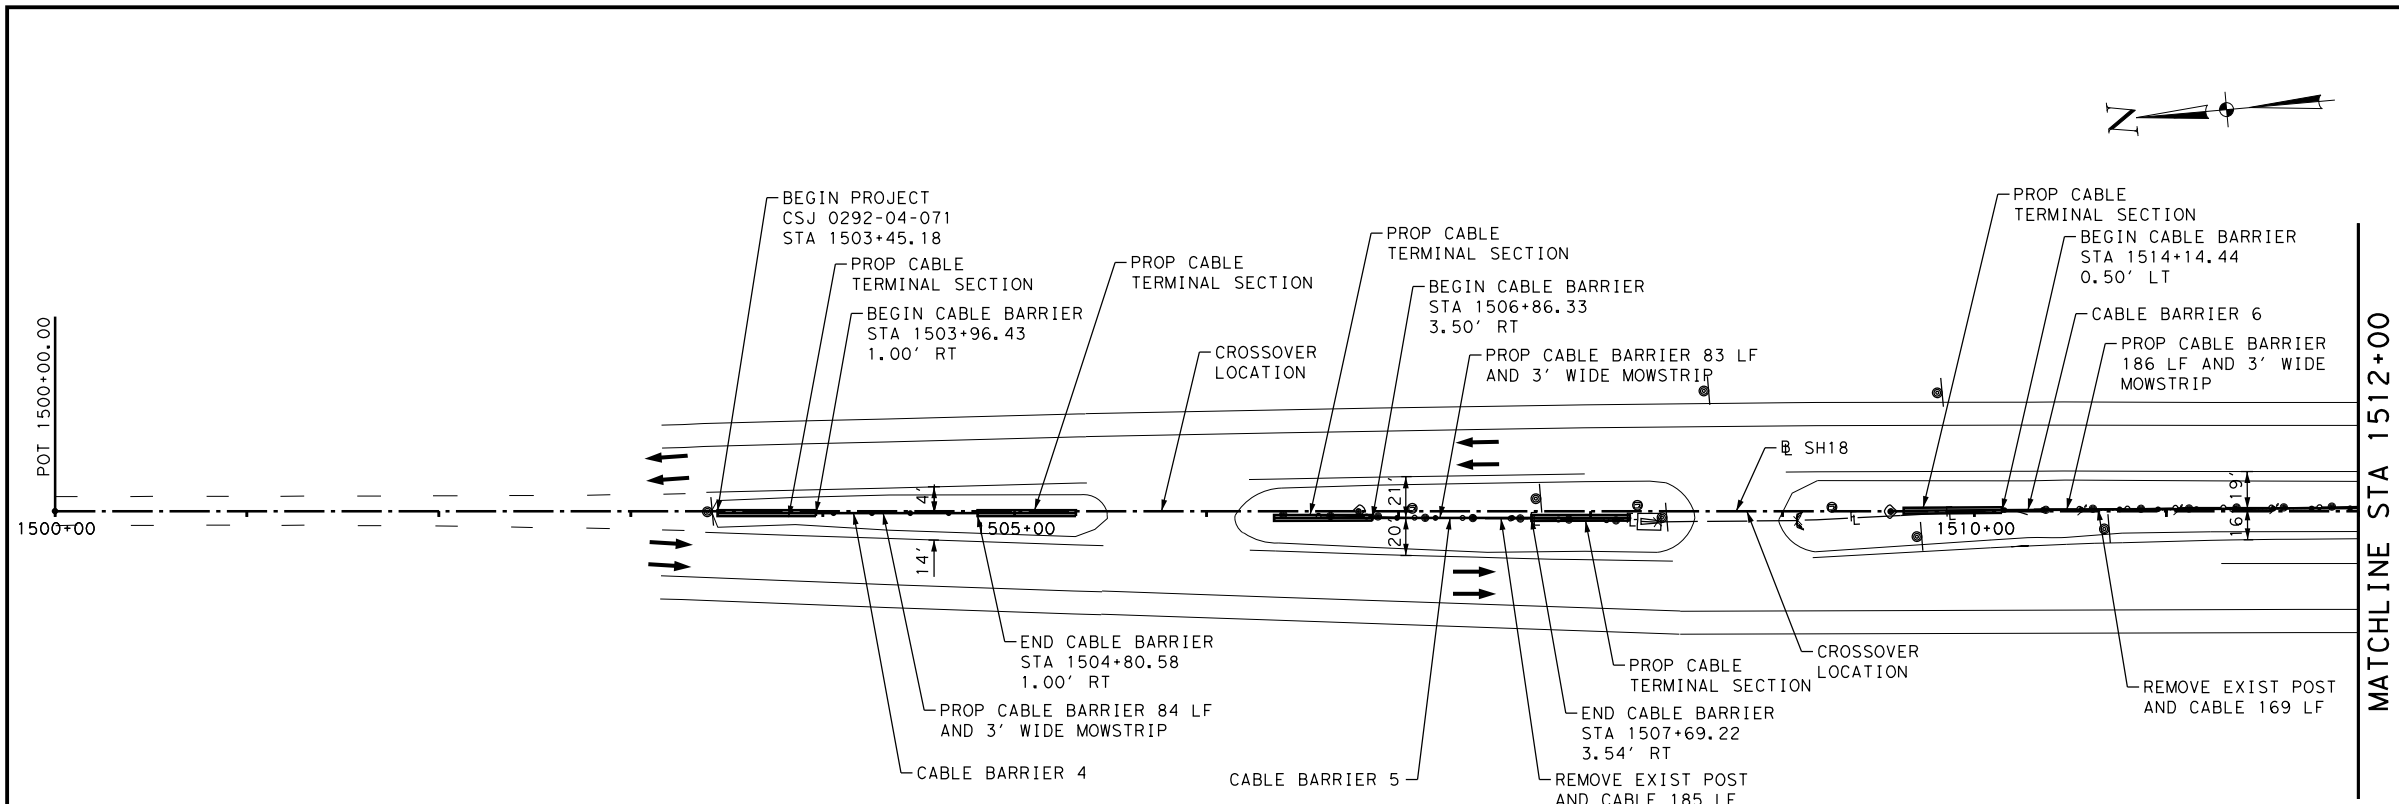 N
BEGIN PROJECT
CSJ 0292-04-071
STA 1503+45.18
PROP CABLE
TERMINAL SECTION
BEGIN CABLE BARRIER
STA 1503+96.43
1.00' RT
PROP CABLE
TERMINAL SECTION
CROSSOVER
LOCATION
PROP CABLE
TERMINAL SECTION
BEGIN CABLE BARRIER
STA 1506+86.33
3.50' RT
PROP CABLE BARRIER 83 LF
AND 3' WIDE MOWSTRIP
PROP CABLE
TERMINAL SECTION
BEGIN CABLE BARRIER
STA 1514+14.44
0.50' LT
CABLE BARRIER 6
PROP CABLE BARRIER
186 LF AND 3' WIDE
MOWSTRIP
MATCHLINE STA 1512+00
POT 1500+00.00
BL SH18
1500+00
4'
14'
505+00
21'
20'
1510+00
19'
16'
END CABLE BARRIER
STA 1504+80.58
1.00' RT
PROP CABLE BARRIER 84 LF
AND 3' WIDE MOWSTRIP
CABLE BARRIER 4
CROSSOVER
LOCATION
PROP CABLE
TERMINAL SECTION
END CABLE BARRIER
STA 1507+69.22
3.54' RT
CABLE BARRIER 5
REMOVE EXIST POST
AND CABLE 185 LF
REMOVE EXIST POST
AND CABLE 169 LF